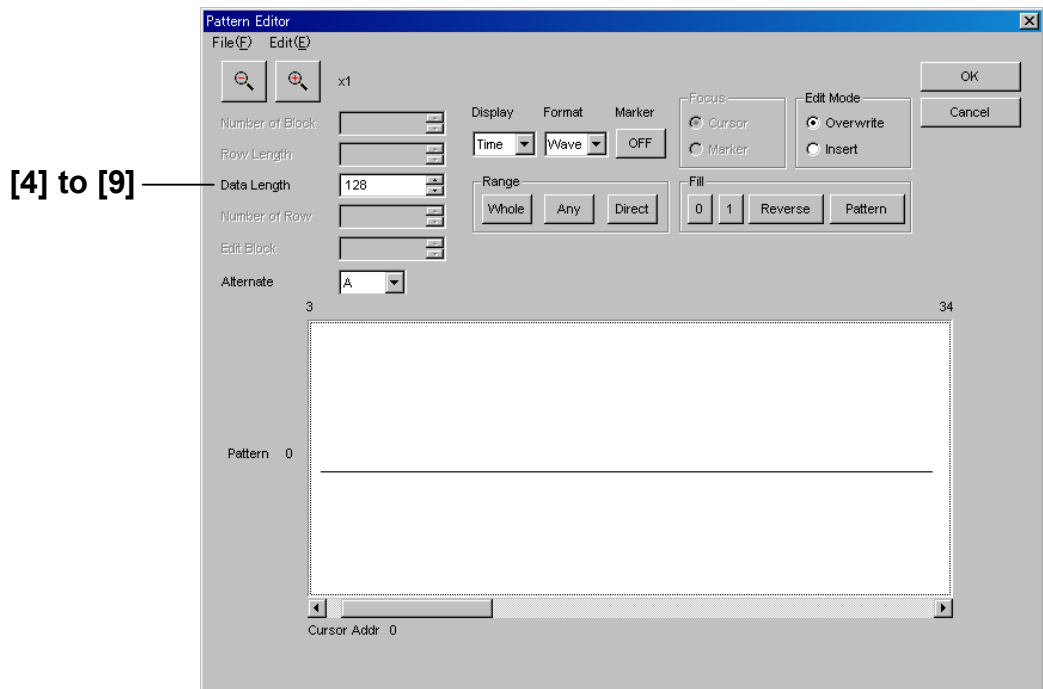 Pattern Editor
File(F) Edit(E)
x1
OK
Number of Block
Display Format Marker
Focus
Edit Mode
Cursor
Overwrite
Cancel
Row Length
Time Wave OFF
Marker
Insert
[4] to [9]
Data Length 128
Range
Fill
Whole Any Direct
0 1 Reverse Pattern
Number of Row
Edit Block
Alternate A
3 34
Pattern 0
Cursor Addr 0